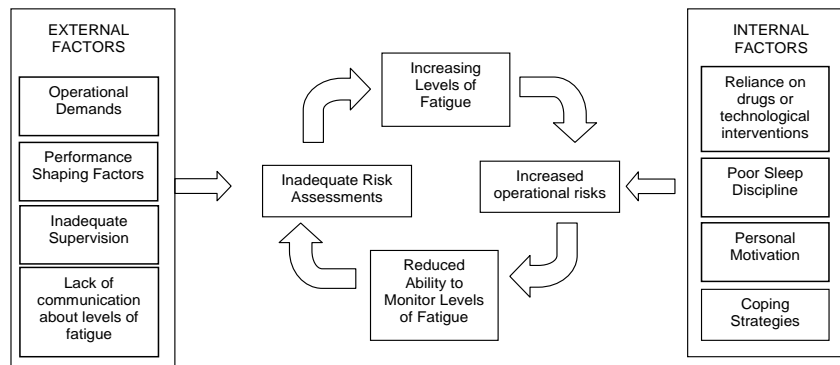 EXTERNAL
FACTORS
Operational
Demands
Performance
Shaping Factors
Inadequate
Supervision
Lack of
communication
about levels of
fatigue
Increasing
Levels of
Fatigue
Inadequate Risk
Assessments
Increased
operational risks
Reduced
Ability to
Monitor Levels
of Fatigue
INTERNAL
FACTORS
Reliance on
drugs or
technological
interventions
Poor Sleep
Discipline
Personal
Motivation
Coping
Strategies